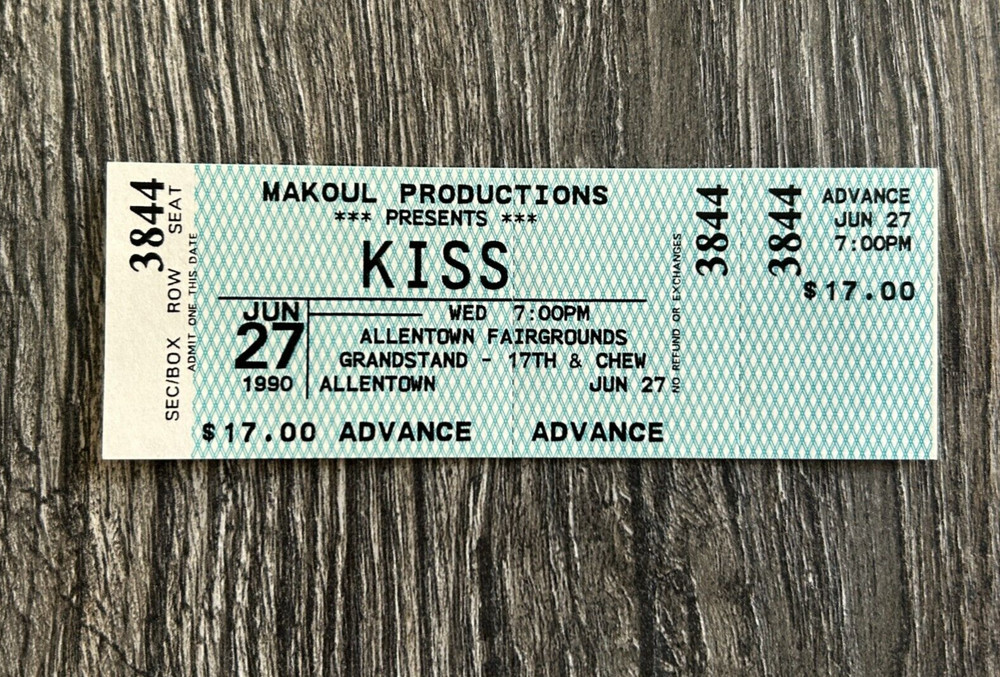 3844
SEC/BOX ROW SEAT
ADMIT ONE THIS DATE
MAKOUL PRODUCTIONS
*** PRESENTS ***
KISS
JUN
27
1990
WED 7:00PM
ALLENTOWN FAIRGROUNDS
GRANDSTAND - 17TH & CHEW
ALLENTOWN JUN 27
$17.00 ADVANCE ADVANCE
NO REFUND OR EXCHANGES
3844
3844
ADVANCE
JUN 27
7:00PM
$17.00